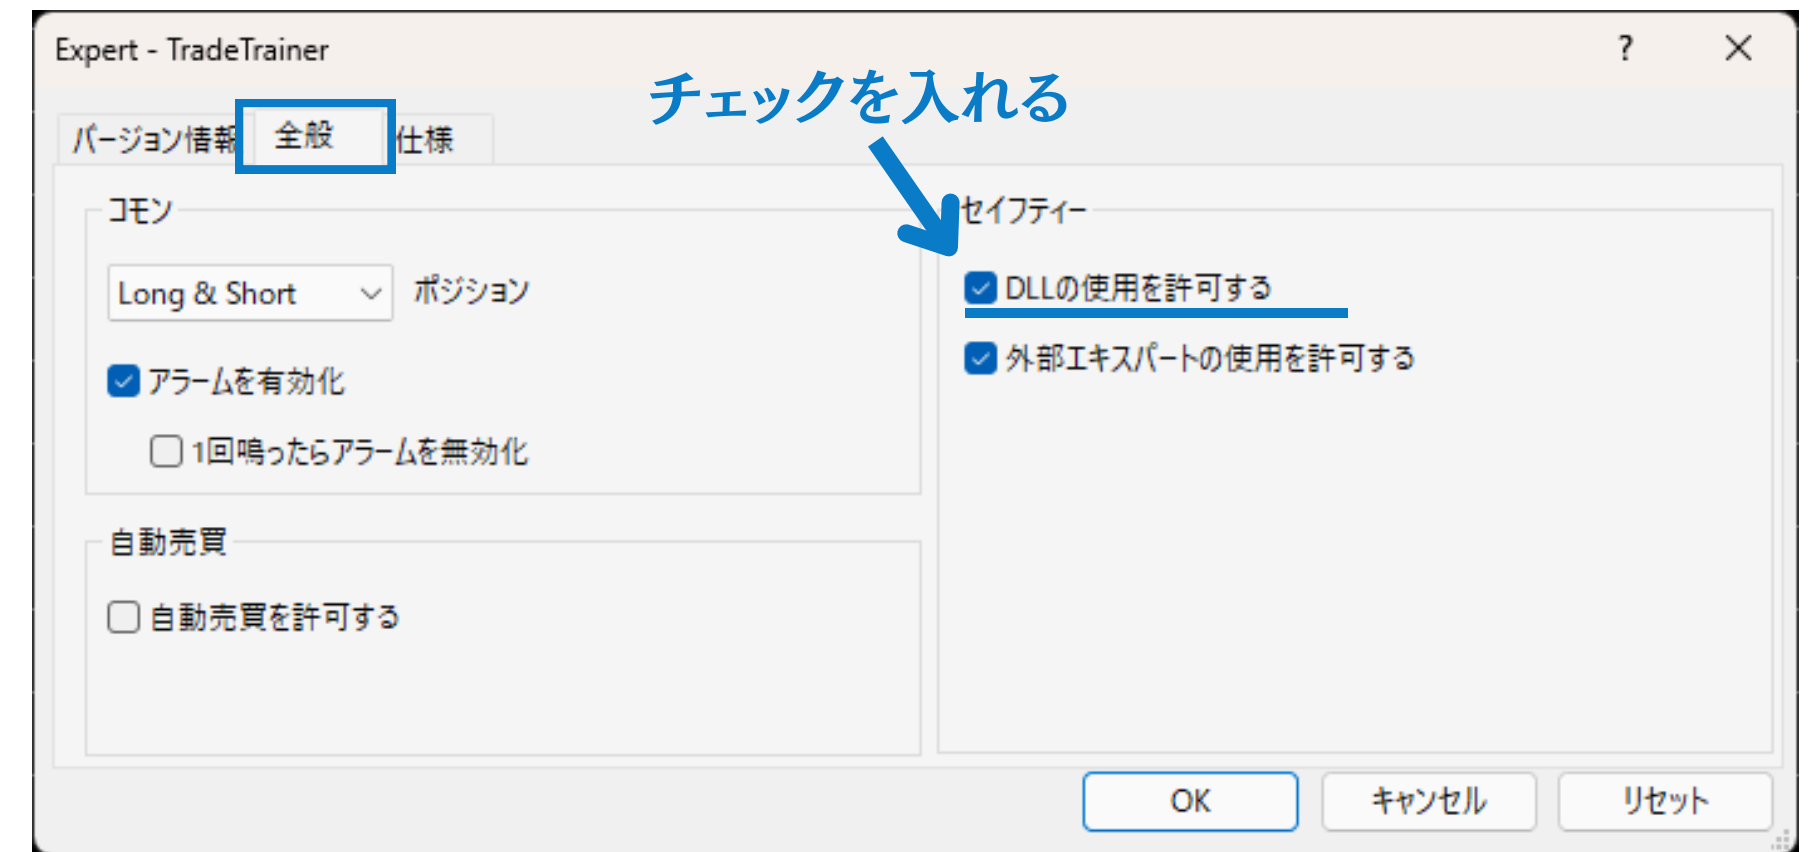 Expert - TradeTrainer
?
チェックを入れる
バージョン情報 全般 仕様
コモン
Long & Short ポジション
アラームを有効化
1回鳴ったらアラームを無効化
自動売買
自動売買を許可する
セイフティー
DLLの使用を許可する
外部エキスパートの使用を許可する
OK キャンセル リセット